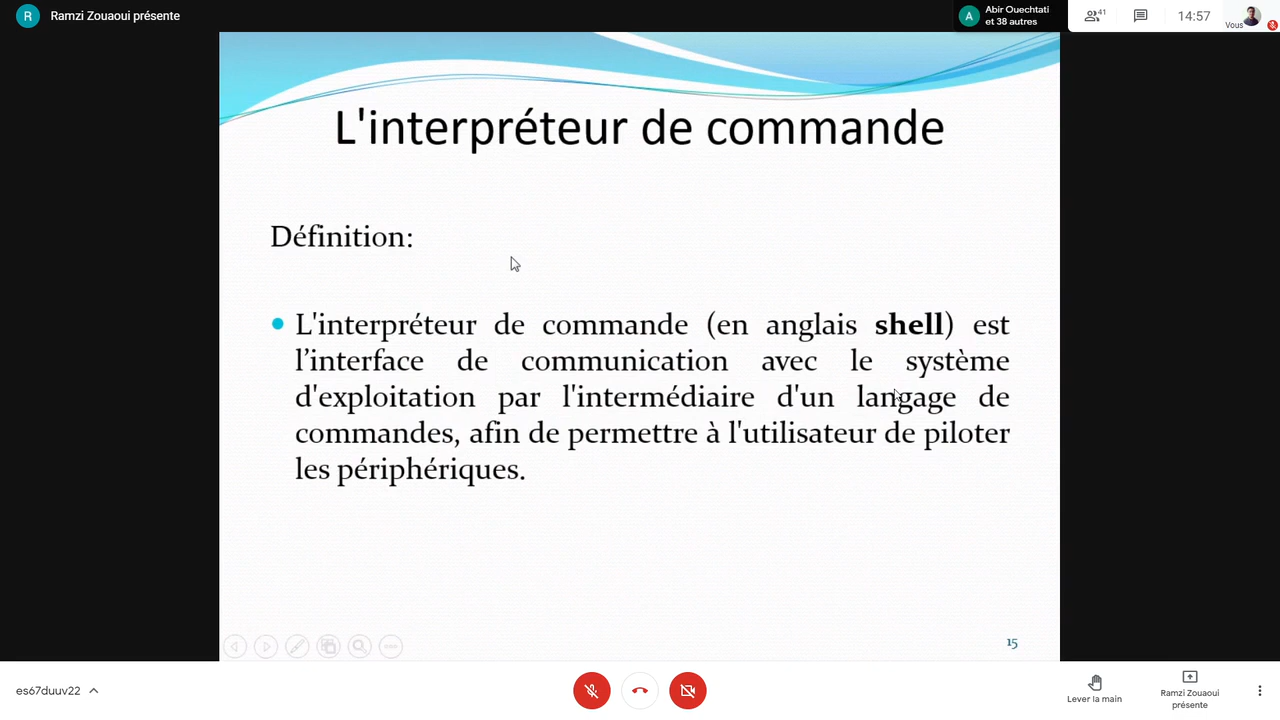 R Ramzi Zouaoui présente
A Abir Ouechtati
et 38 autres
41
14:57
Vous
L'interpréteur de commande
Définition:
L'interpréteur de commande (en anglais shell) est
l’interface de communication avec le système
d'exploitation par l'intermédiaire d'un langage de
commandes, afin de permettre à l'utilisateur de piloter
les périphériques.
15
es67duuv22
Lever la main
Ramzi Zouaoui
présente